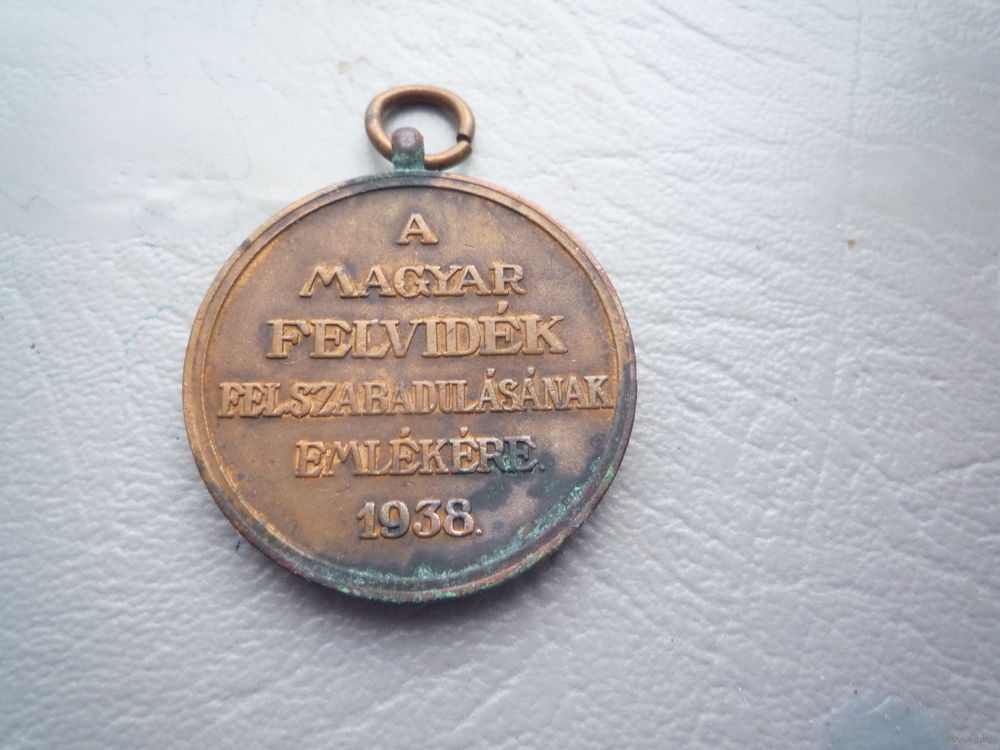 A
MAGYAR
FELVIDÉK
FELSZABADULÁSÁNAK
EMLÉKÉRE.
1938.